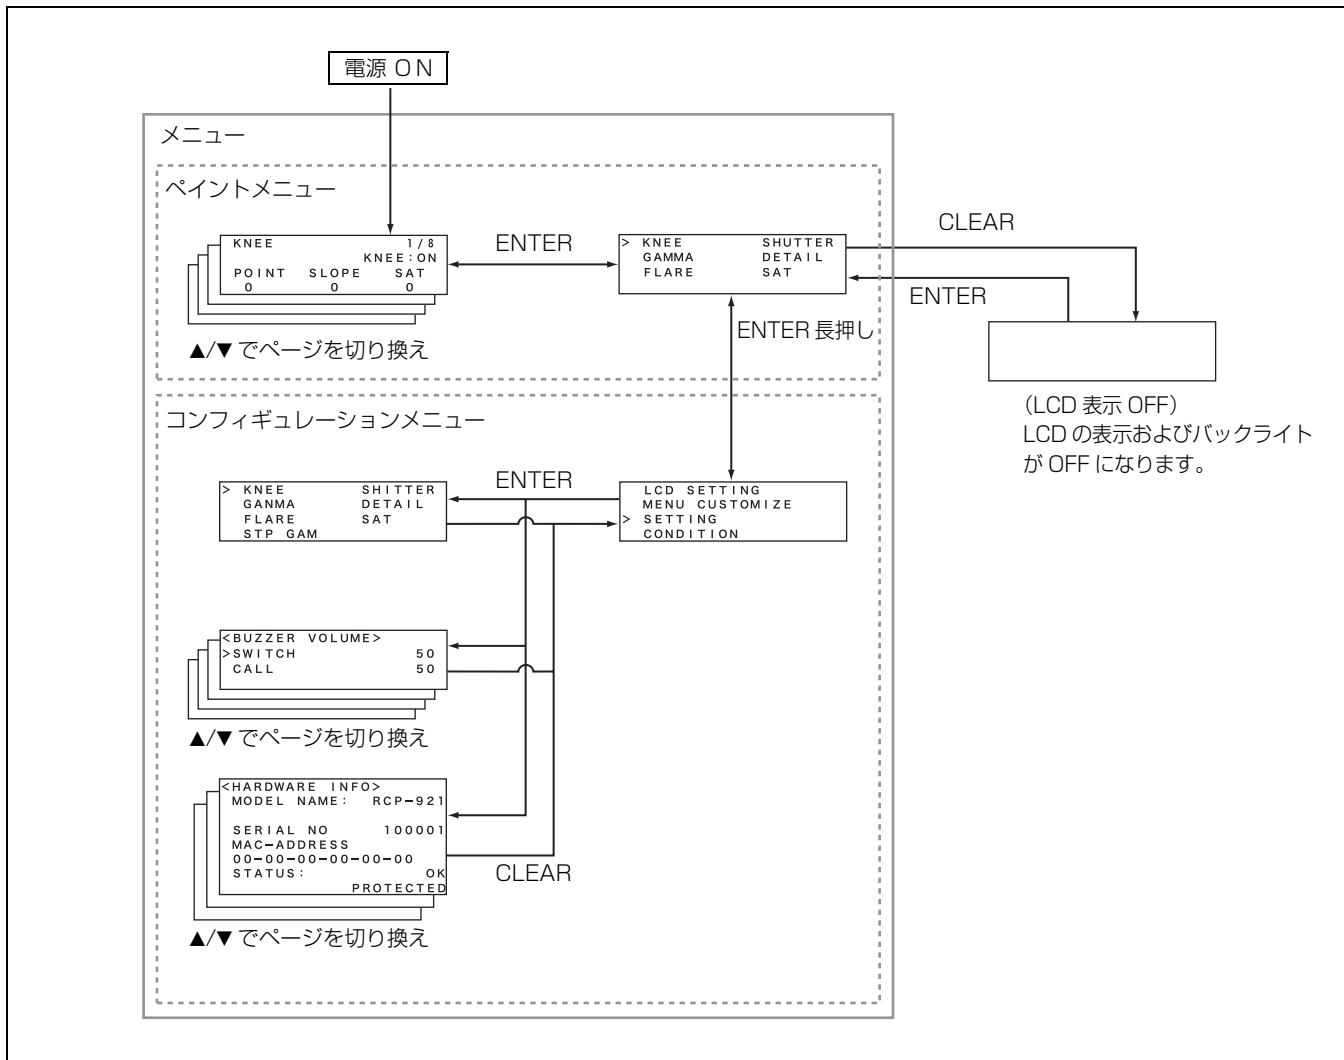 電源 ON
メニュー
ペイントメニュー
KNEE 1/8
KNEE:ON
POINT SLOPE SAT
0 0 0
▲/▼ でページを切り換え
ENTER
> KNEE SHUTTER
GAMMA DETAIL
FLARE SAT
CLEAR
ENTER
ENTER 長押し
(LCD 表示 OFF)
LCD の表示およびバックライト
が OFF になります。
コンフィギュレーションメニュー
> KNEE SHITTER
GANMA DETAIL
FLARE SAT
STP GAM
ENTER
LCD SETTING
MENU CUSTOMIZE
> SETTING
CONDITION
<BUZZER VOLUME>
>SWITCH 50
CALL 50
▲/▼ でページを切り換え
<HARDWARE INFO>
MODEL NAME: RCP-921
SERIAL NO 100001
MAC-ADDRESS
00-00-00-00-00-00
STATUS: OK
PROTECTED
CLEAR
▲/▼ でページを切り換え